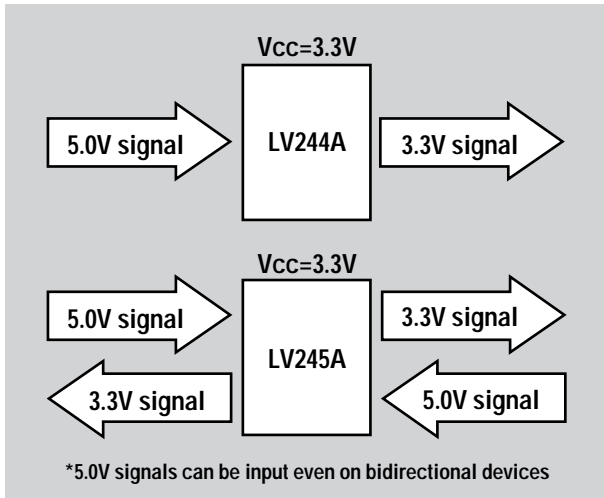 VCC=3.3V
5.0V signal
LV244A
3.3V signal
VCC=3.3V
5.0V signal
3.3V signal
LV245A
3.3V signal
5.0V signal
*5.0V signals can be input even on bidirectional devices